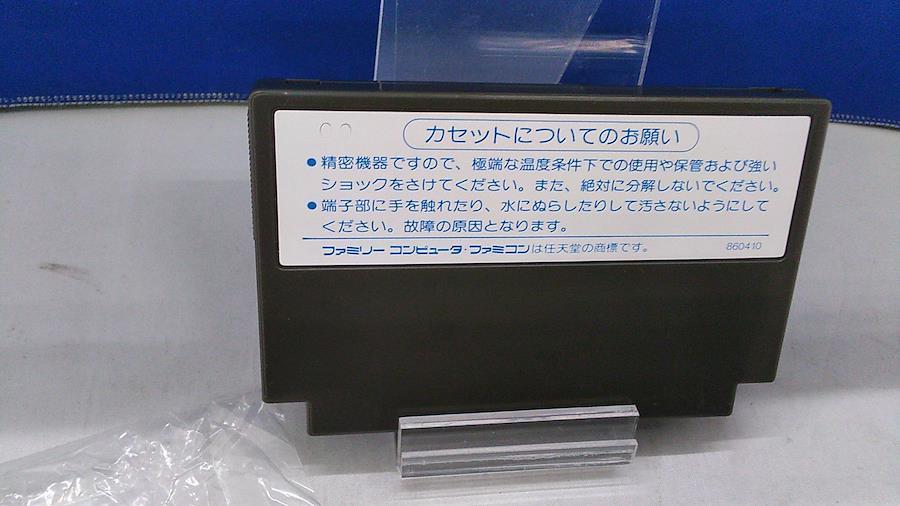 カセットについてのお願い
●精密機器ですので、極端な温度条件下での使用や保管および強い
ショックをさけてください。また、絶対に分解しないでください。
●端子部に手を触れたり、水にぬらしたりして汚さないようにして
ください。故障の原因となります。
ファミリー コンピュータ・ファミコンは任天堂の商標です。 860410